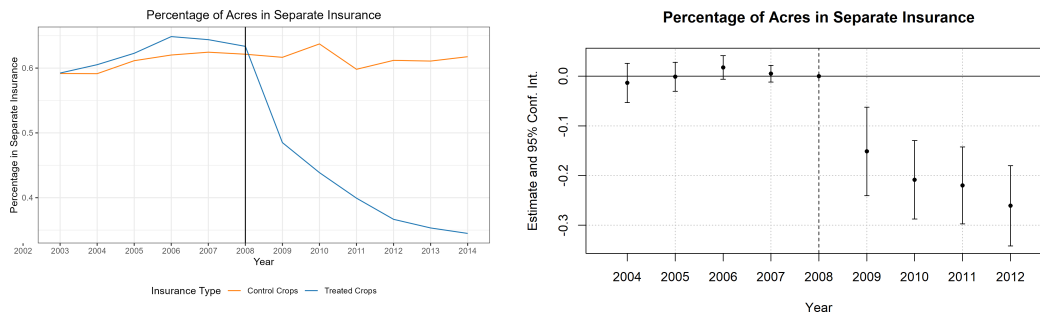 Percentage of Acres in Separate Insurance
Percentage in Separate Insurance
0.6
0.5
0.4
2002 2003 2004 2005 2006 2007 2008 2009 2010 2011 2012 2013 2014
Year
Insurance Type Control Crops Treated Crops
Percentage of Acres in Separate Insurance
Estimate and 95% Conf. Int.
0.0
-0.1
-0.2
-0.3
2004 2005 2006 2007 2008 2009 2010 2011 2012
Year